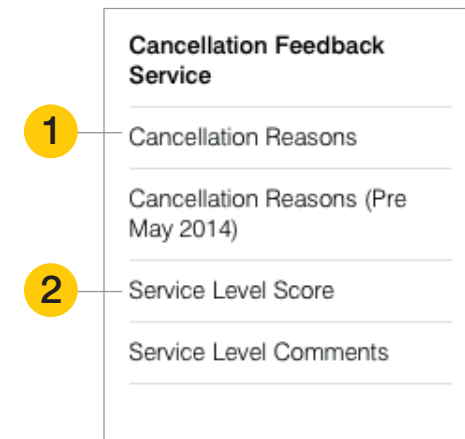 Cancellation Feedback
Service
1
Cancellation Reasons
Cancellation Reasons (Pre
May 2014)
2
Service Level Score
Service Level Comments